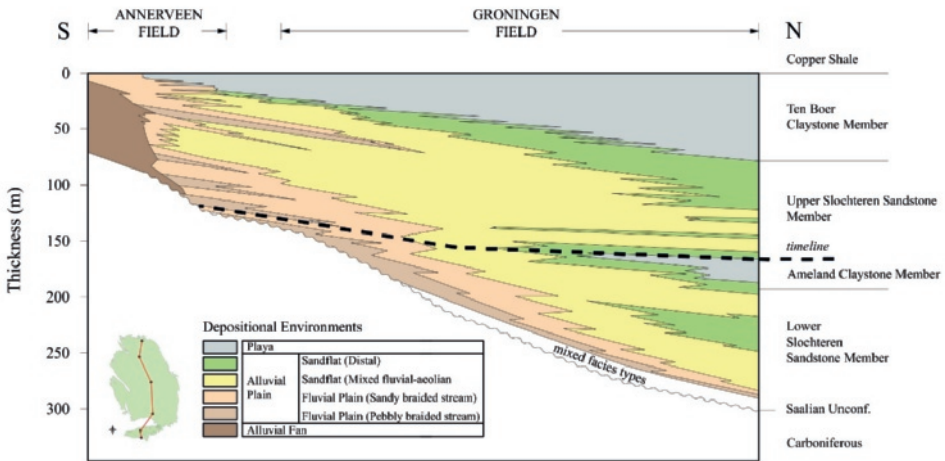 ANNERVEEN
FIELD
GRONINGEN
FIELD
S
N
Copper Shale
Ten Boer
Claystone Member
Upper Slochteren Sandstone
Member
timeline
Ameland Claystone Member
Lower
Slochteren
Sandstone Member
Saalian Unconf.
Carboniferous
Thickness (m)
0
50
100
150
200
250
300
mixed facies types
Depositional Environments
Playa
Alluvial
Plain
Sandflat (Distal)
Sandflat (Mixed fluvial-aeolian
Fluvial Plain (Sandy braided stream)
Fluvial Plain (Pebbly braided stream)
Alluvial Fan